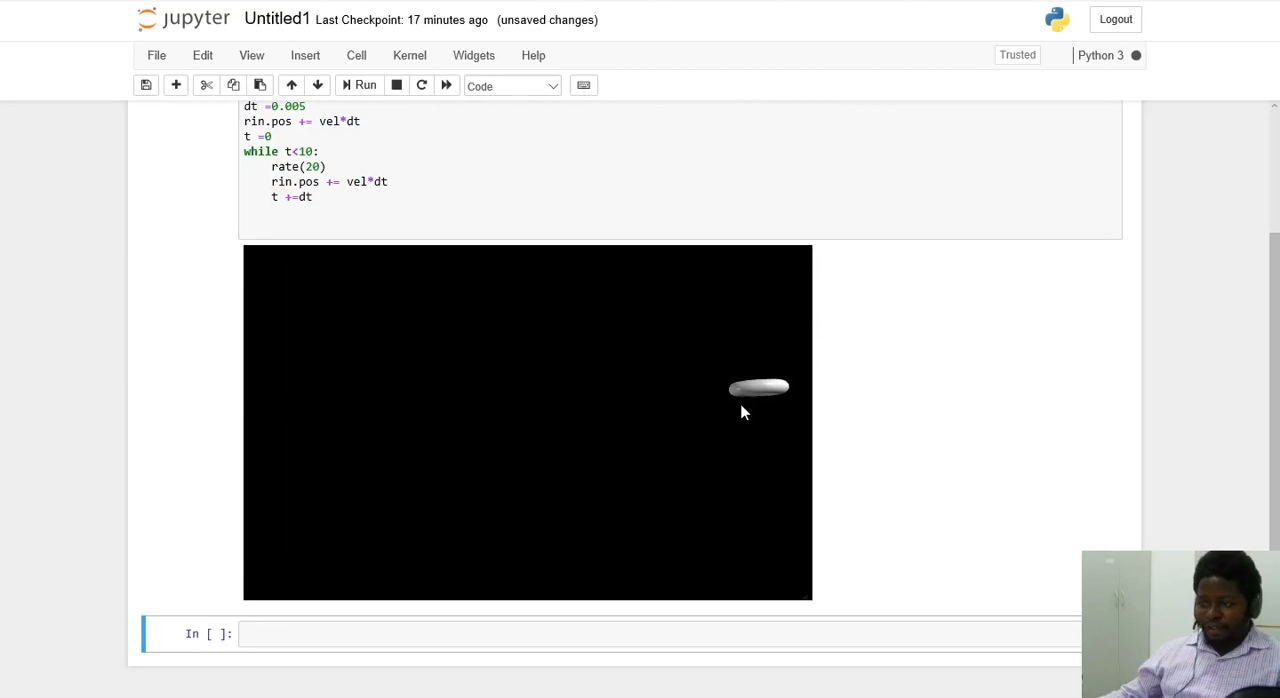 jupyter Untitled1 Last Checkpoint: 17 minutes ago (unsaved changes) Logout
File Edit View Insert Cell Kernel Widgets Help Trusted Python 3
Run Code
dt =0.005
rin.pos += vel*dt
t =0
while t<10:
    rate(20)
    rin.pos += vel*dt
    t +=dt
In [ ]: